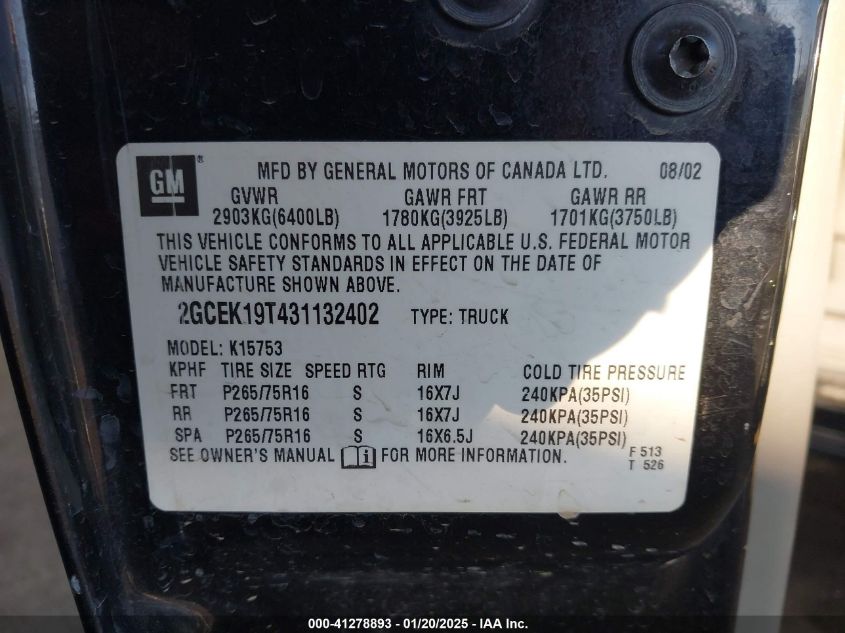 GM® MFD BY GENERAL MOTORS OF CANADA LTD. 08/02
GVWR GAWR FRT GAWR RR
2903KG(6400LB) 1780KG(3925LB) 1701KG(3750LB)
THIS VEHICLE CONFORMS TO ALL APPLICABLE U.S. FEDERAL MOTOR
VEHICLE SAFETY STANDARDS IN EFFECT ON THE DATE OF
MANUFACTURE SHOWN ABOVE.
2GCEK19T431132402 TYPE: TRUCK
MODEL: K15753
KPHF TIRE SIZE SPEED RTG RIM COLD TIRE PRESSURE
FRT P265/75R16 S 16X7J 240KPA(35PSI)
RR P265/75R16 S 16X7J 240KPA(35PSI)
SPA P265/75R16 S 16X6.5J 240KPA(35PSI)
SEE OWNER'S MANUAL i FOR MORE INFORMATION. F 513
T 526
000-41278893 - 01/20/2025 - IAA Inc.